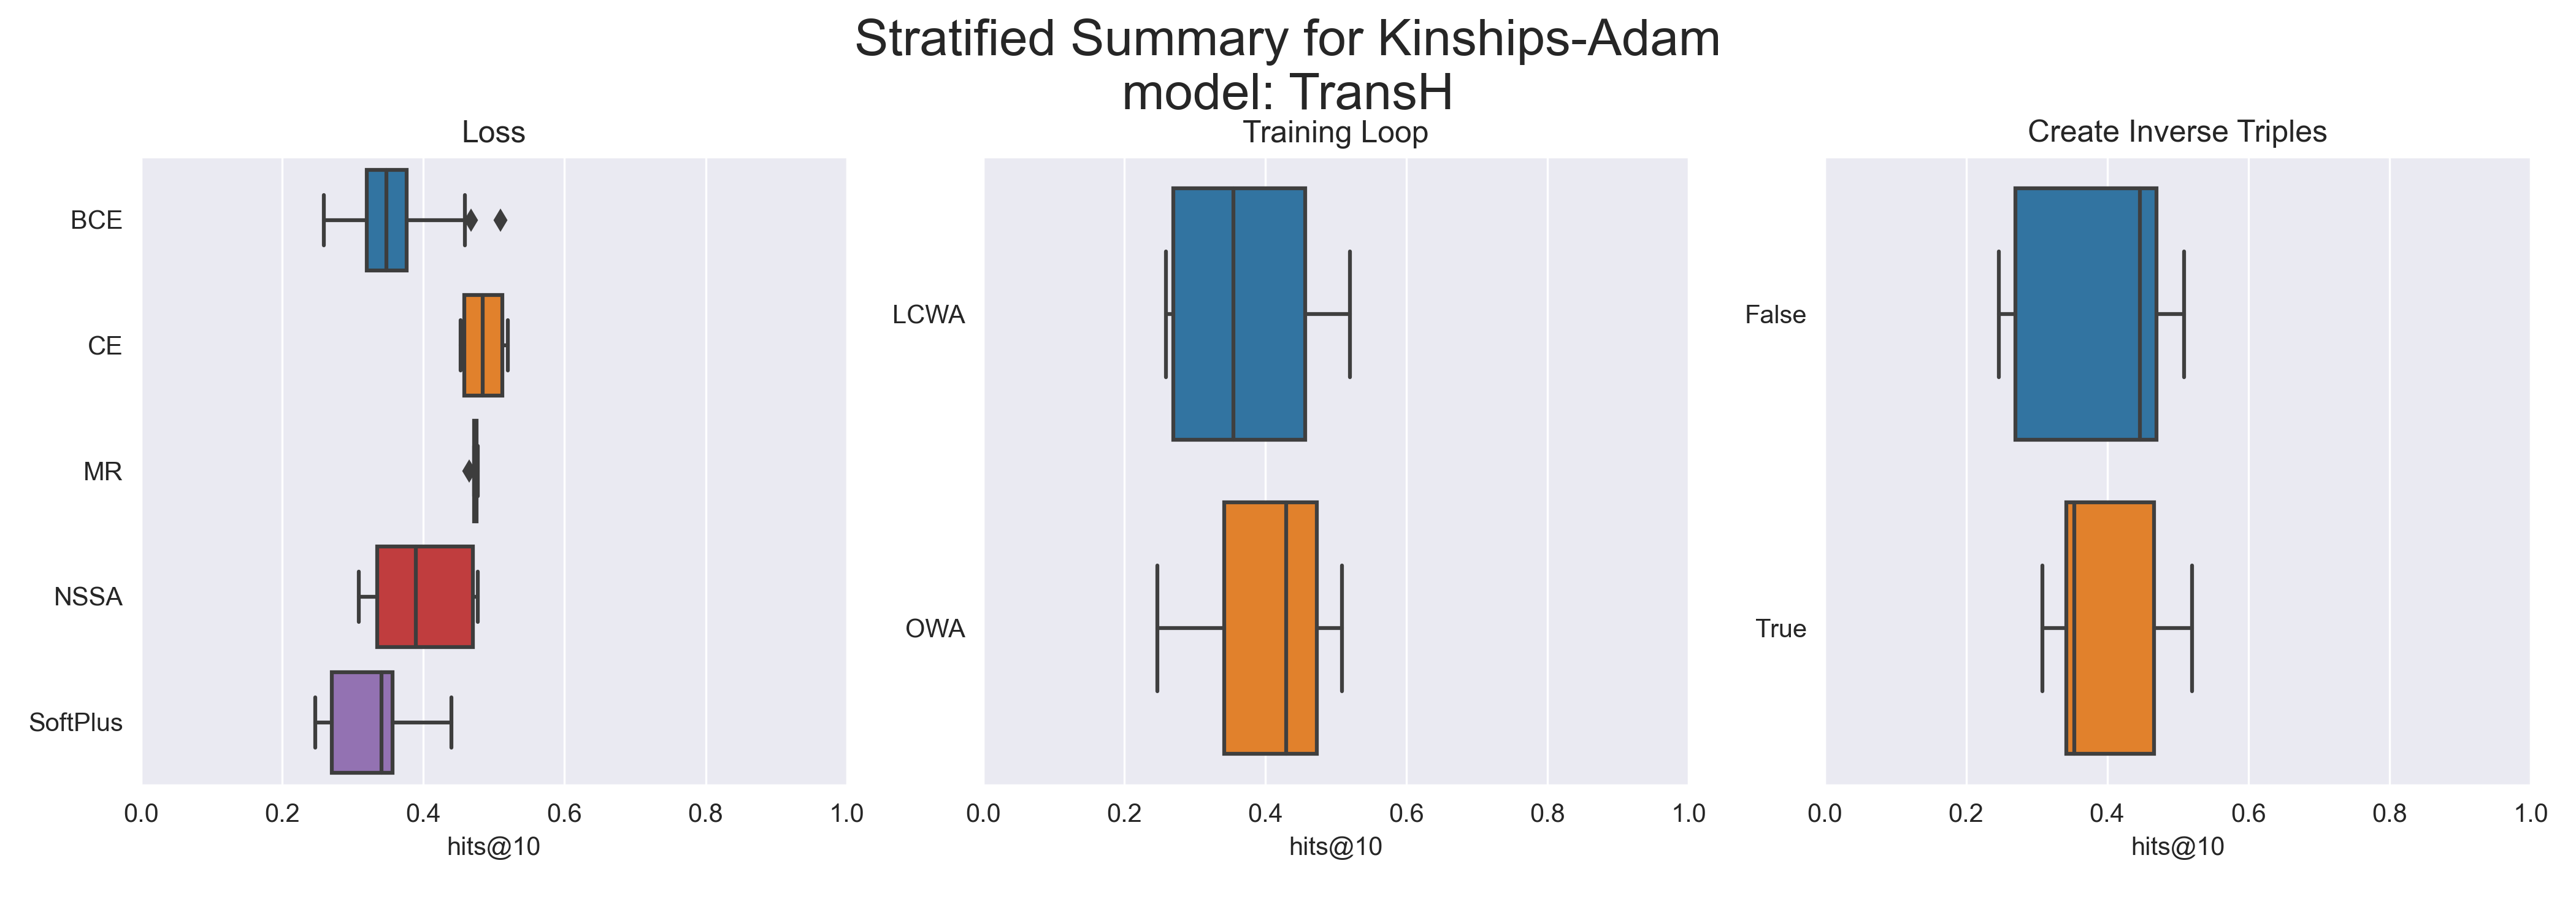 Stratified Summary for Kinships-Adam
model: TransH
Loss
BCE
CE
MR
NSSA
SoftPlus
0.0 0.2 0.4 0.6 0.8 1.0
hits@10
Training Loop
LCWA
OWA
0.0 0.2 0.4 0.6 0.8 1.0
hits@10
Create Inverse Triples
False
True
0.0 0.2 0.4 0.6 0.8 1.0
hits@10